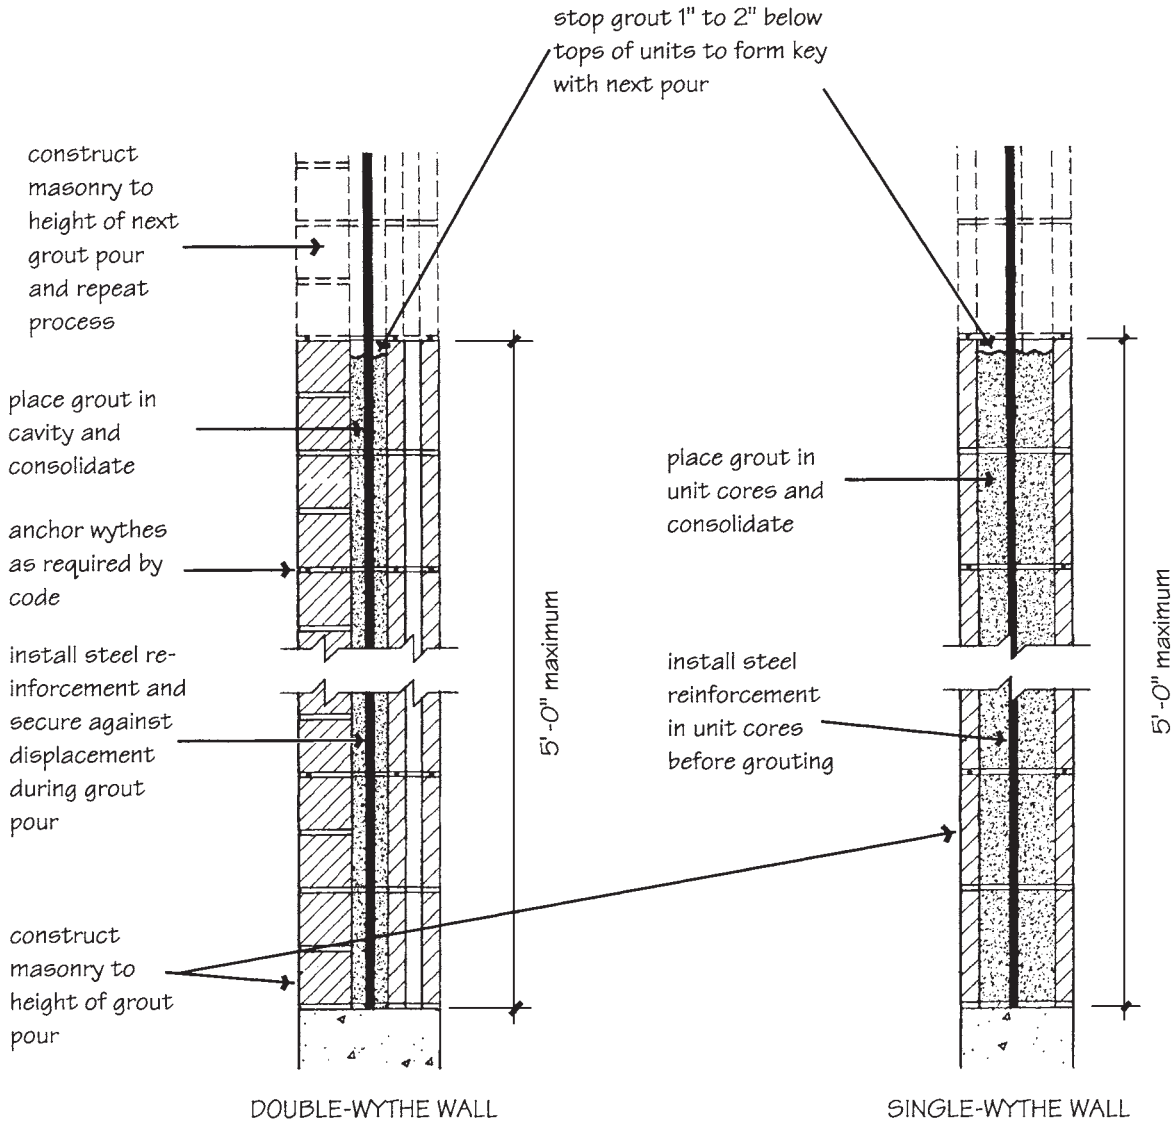 stop grout 1" to 2" below
tops of units to form key
with next pour
construct
masonry to
height of next
grout pour
and repeat
process
place grout in
cavity and
consolidate
anchor wythes
as required by
code
install steel re-
inforcement and
secure against
displacement
during grout
pour
construct
masonry to
height of grout
pour
5'-0" maximum
place grout in
unit cores and
consolidate
install steel
reinforcement
in unit cores
before grouting
5'-0" maximum
DOUBLE-WYTHE WALL
SINGLE-WYTHE WALL